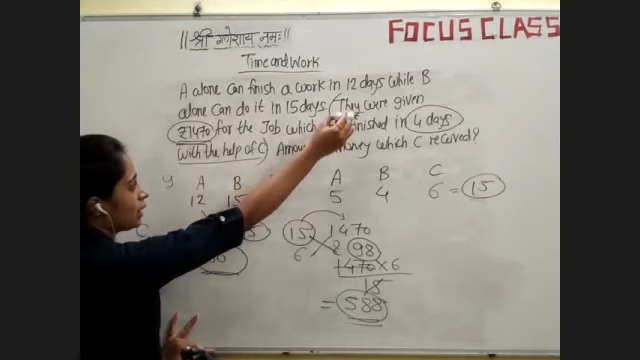 FOCUS CLASS
||श्री गणेशाय नमः||
Time and Work
A alone can finish a work in 12 days while B
alone can do it in 15 days. (They were given
₹1470 for the Job which finished in 4 days
with the help of C) money which C received?
A B
12 15
A B C
5 4 6 = 15
15 1470
6 ? 98
1470×6
15
= 588